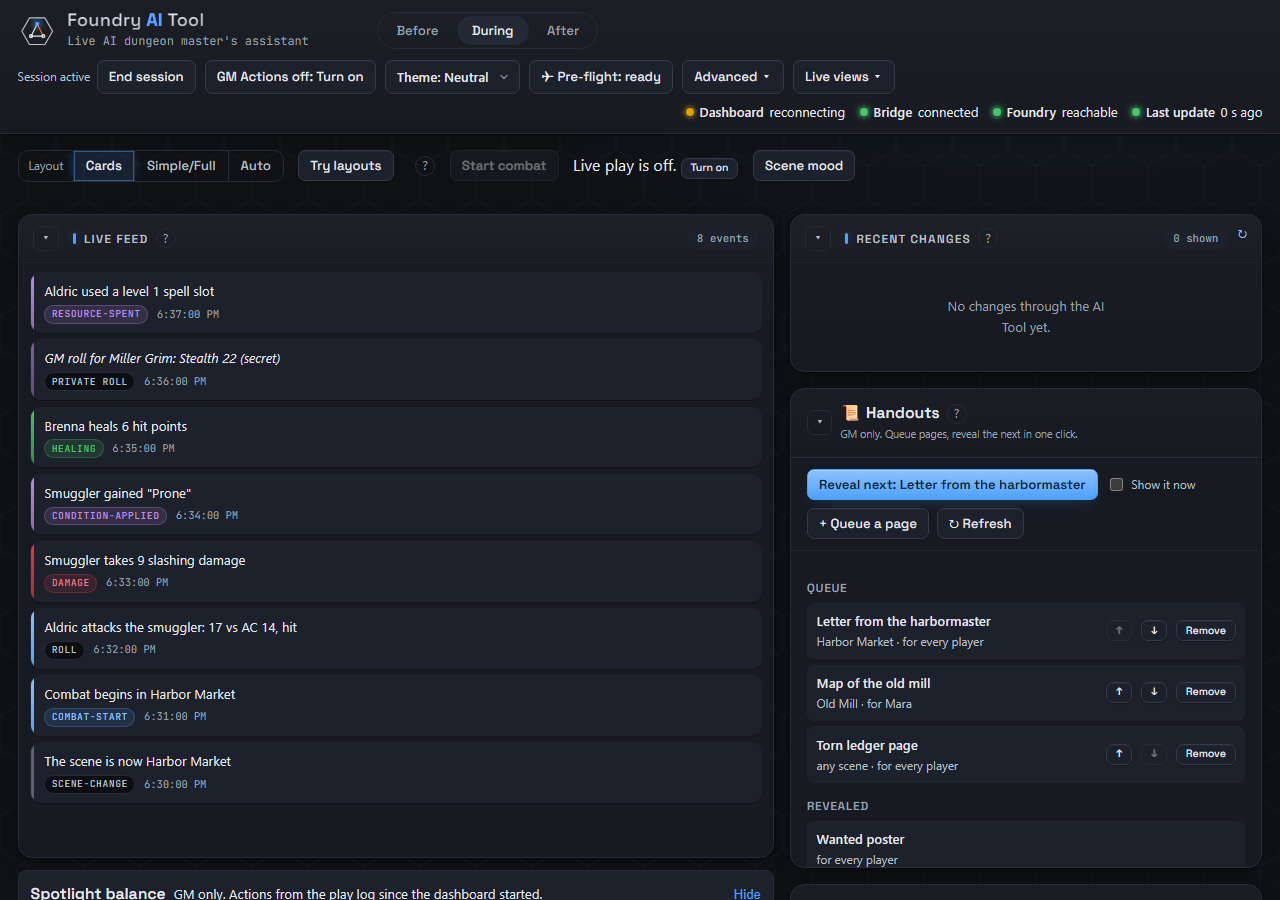 Foundry AI Tool
Live AI dungeon master's assistant
Before During After
Session active End session GM Actions off: Turn on Theme: Neutral ✈ Pre-flight: ready Advanced ▾ Live views ▾
Dashboard reconnecting Bridge connected Foundry reachable Last update 0 s ago
Layout Cards Simple/Full Auto Try layouts ? Start combat Live play is off. Turn on Scene mood
LIVE FEED ? 8 events
Aldric used a level 1 spell slot
RESOURCE-SPENT 6:37:00 PM
GM roll for Miller Grim: Stealth 22 (secret)
PRIVATE ROLL 6:36:00 PM
Brenna heals 6 hit points
HEALING 6:35:00 PM
Smuggler gained "Prone"
CONDITION-APPLIED 6:34:00 PM
Smuggler takes 9 slashing damage
DAMAGE 6:33:00 PM
Aldric attacks the smuggler: 17 vs AC 14, hit
ROLL 6:32:00 PM
Combat begins in Harbor Market
COMBAT-START 6:31:00 PM
The scene is now Harbor Market
SCENE-CHANGE 6:30:00 PM
Spotlight balance GM only. Actions from the play log since the dashboard started. Hide
RECENT CHANGES ? 0 shown ↻
No changes through the AI
Tool yet.
📜 Handouts ?
GM only. Queue pages, reveal the next in one click.
Reveal next: Letter from the harbormaster Show it now
+ Queue a page ↻ Refresh
QUEUE
Letter from the harbormaster
Harbor Market · for every player
↑ ↓ Remove
Map of the old mill
Old Mill · for Mara
↑ ↓ Remove
Torn ledger page
any scene · for every player
↑ ↓ Remove
REVEALED
Wanted poster
for every player